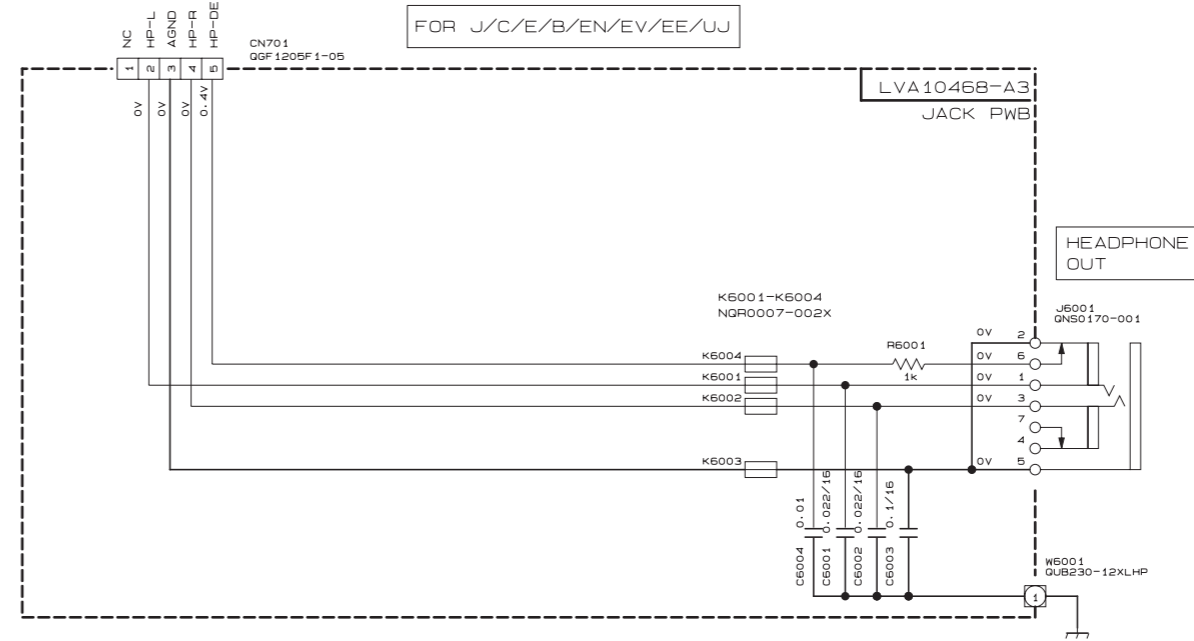 FOR J/C/E/B/EN/EV/EE/UJ
NC
HP-L
AGND
HP-R
HP-DE
CN701
QGF1205F1-05
1
2
3
4
5
0V
0V
0V
0.4V
LVA10468-A3
JACK PWB
HEADPHONE
OUT
K6001-K6004
NQR0007-002X
J6001
QNS0170-001
K6004
R6001
1k
0V
2
0V
6
K6001
0V
1
K6002
0V
3
7
4
K6003
0V
5
C6004
0.01
C6001
0.022/16
C6002
0.022/16
C6003
0.1/16
W6001
QUB230-12XLHP
1